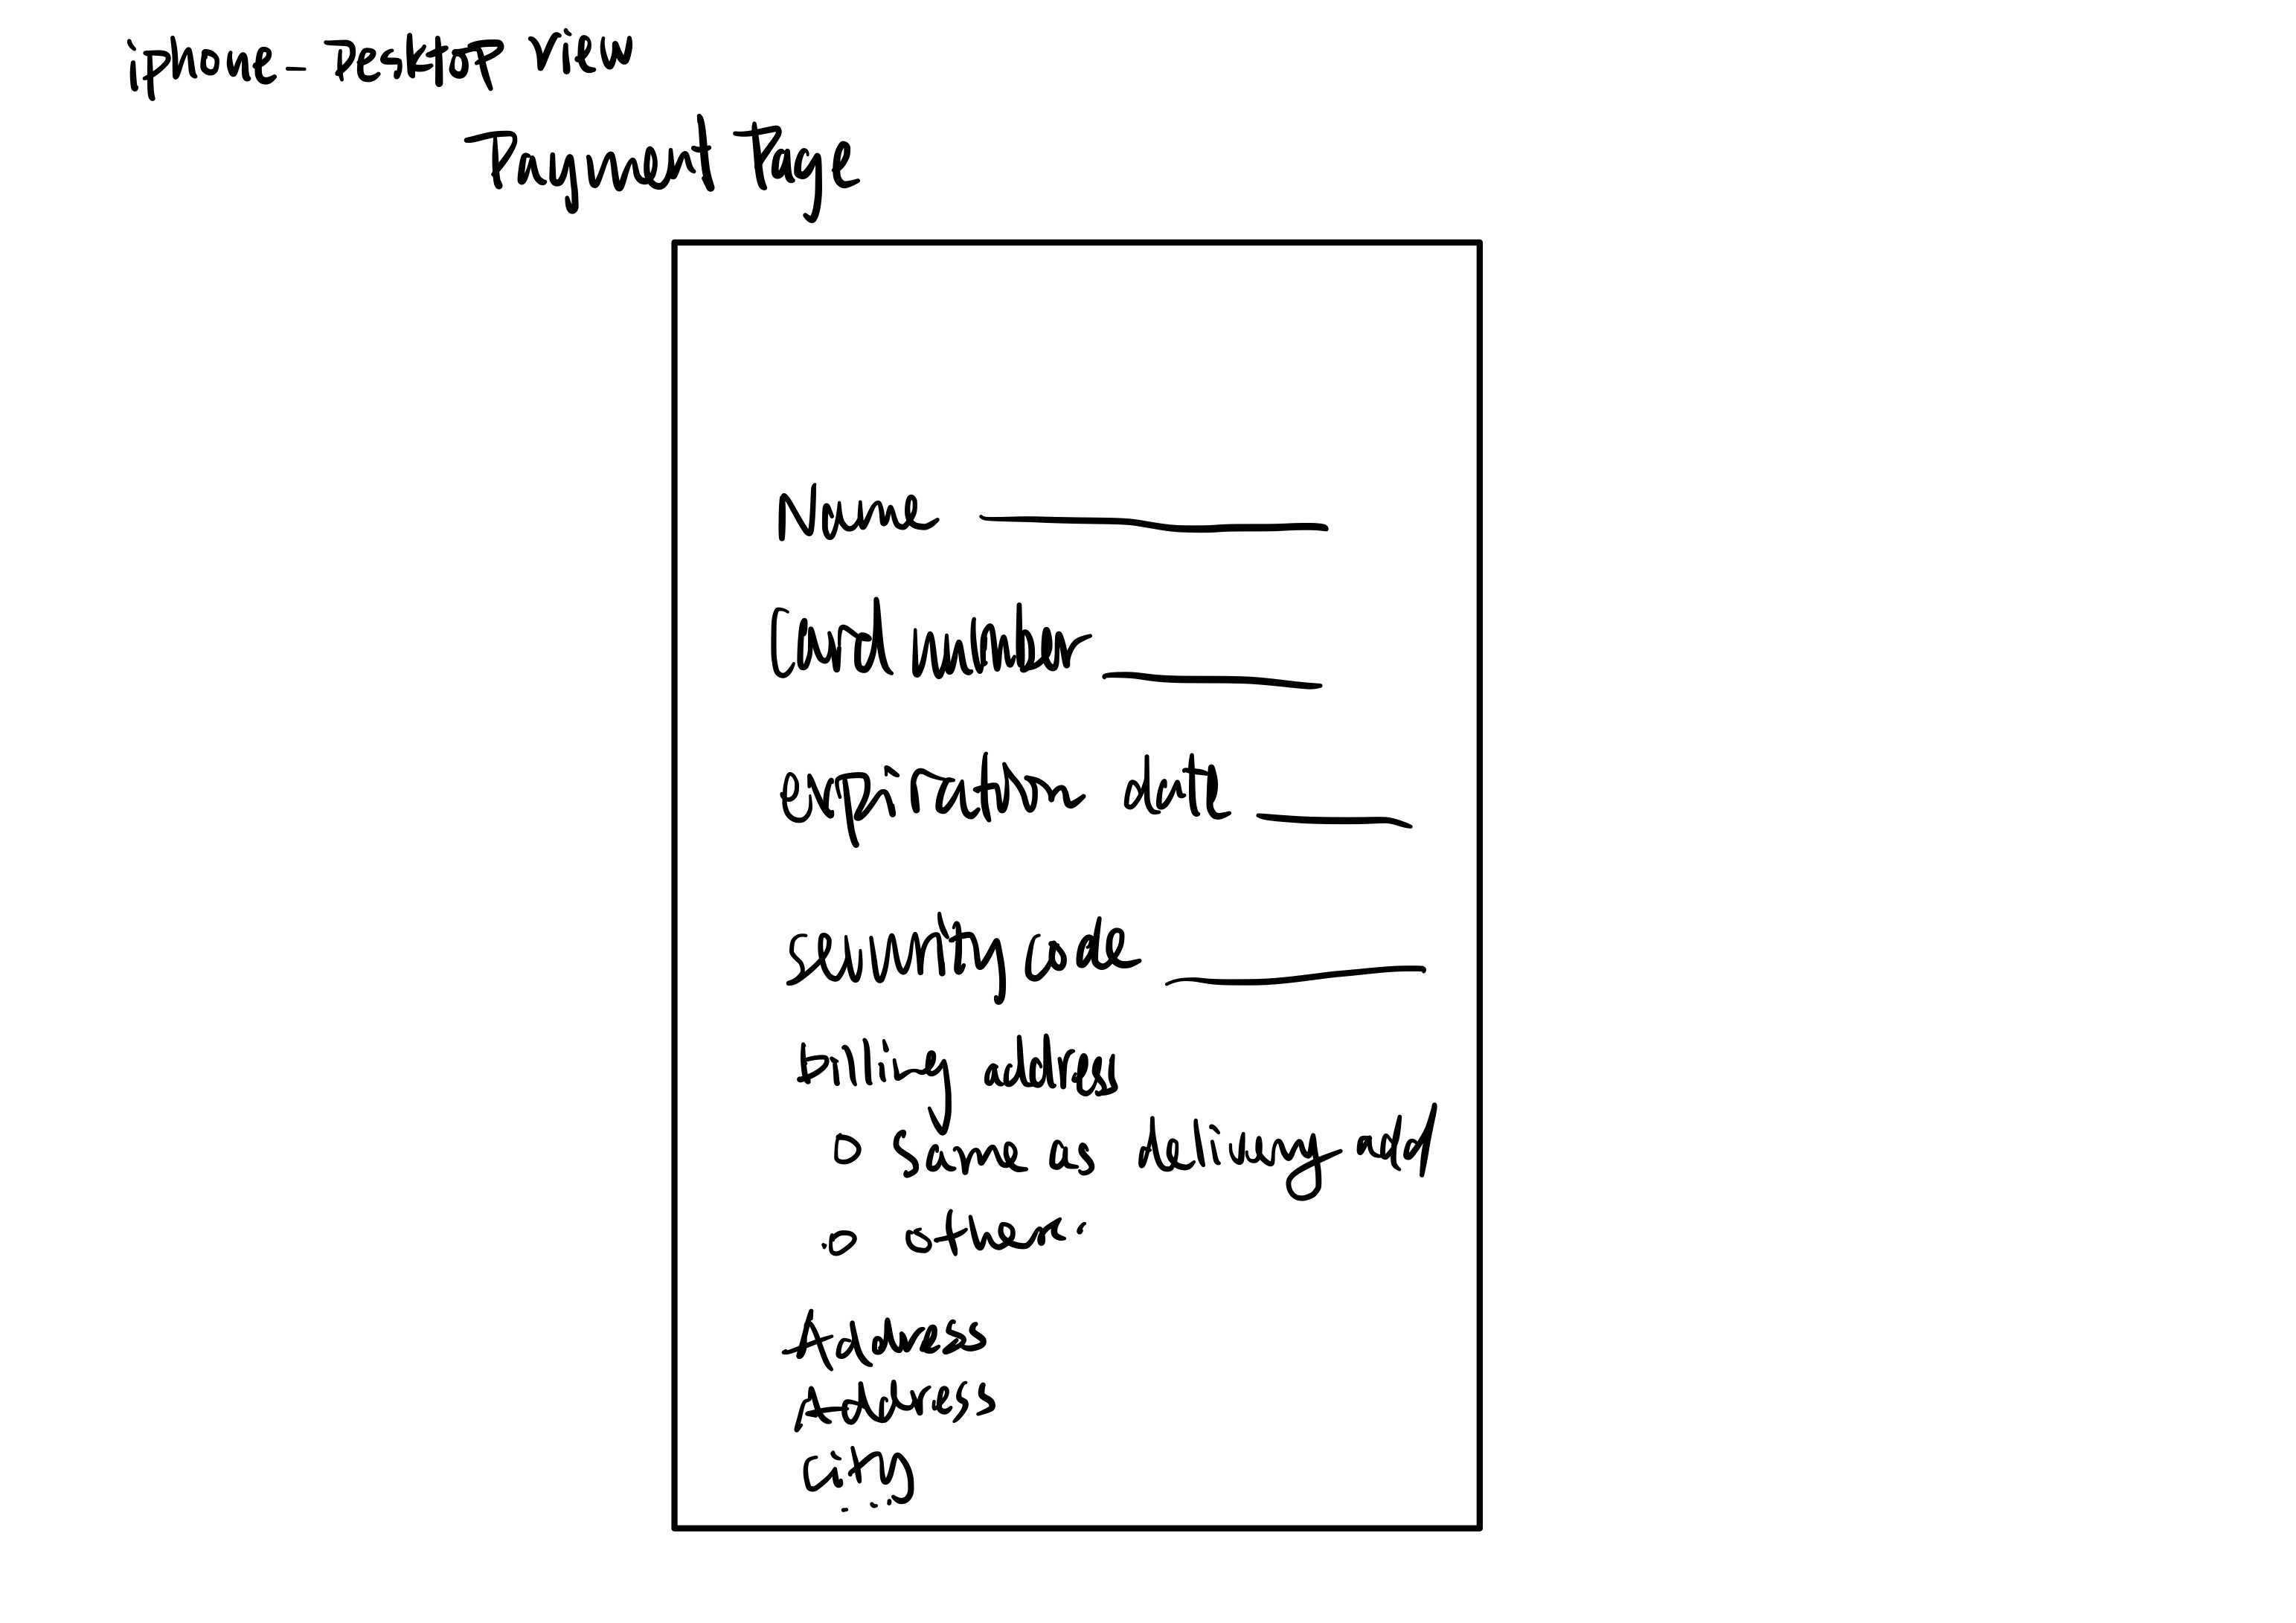 iphone - Desktop view
Payment Page
Name
Card number
expiration date
security code
billing address
same as delivery add
other.
Address
Address
City
...